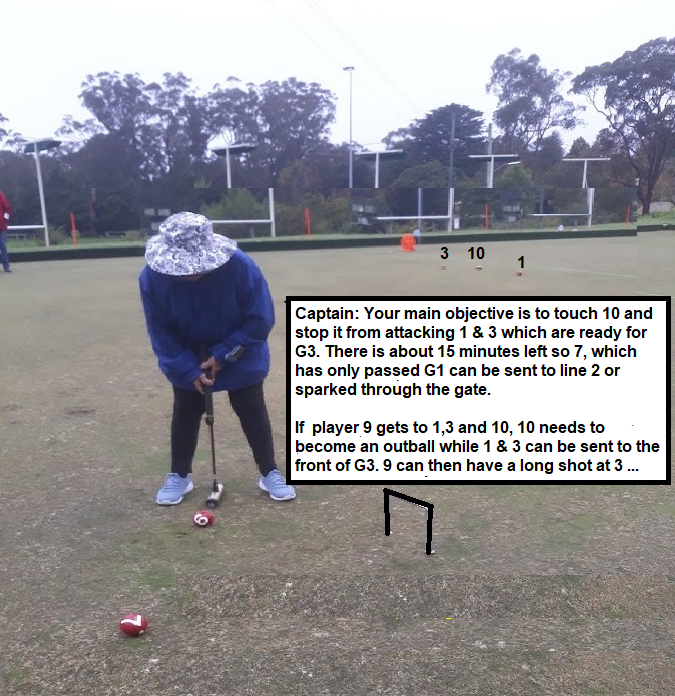 3 10 1
Captain: Your main objective is to touch 10 and
stop it from attacking 1 & 3 which are ready for
G3. There is about 15 minutes left so 7, which
has only passed G1 can be sent to line 2 or
sparked through the gate.
If player 9 gets to 1,3 and 10, 10 needs to
become an outball while 1 & 3 can be sent to the
front of G3. 9 can then have a long shot at 3 ...
9
7